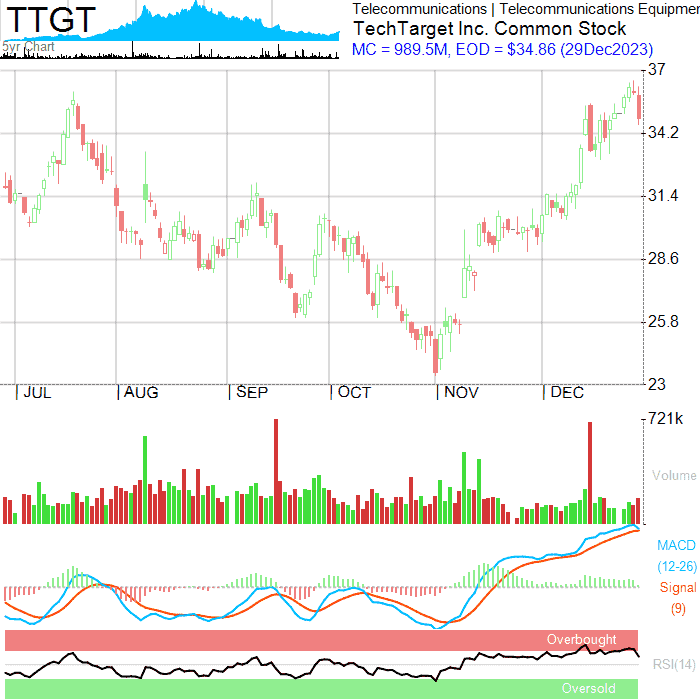 TTGT
5yr Chart
Telecommunications | Telecommunications Equipmen
TechTarget Inc. Common Stock
MC = 989.5M, EOD = $34.86 (29Dec2023)
37
34.2
31.4
28.6
25.8
23
JUL AUG SEP OCT NOV DEC
721k
Volume
MACD
(12-26)
Signal
(9)
Overbought
RSI(14)
Oversold